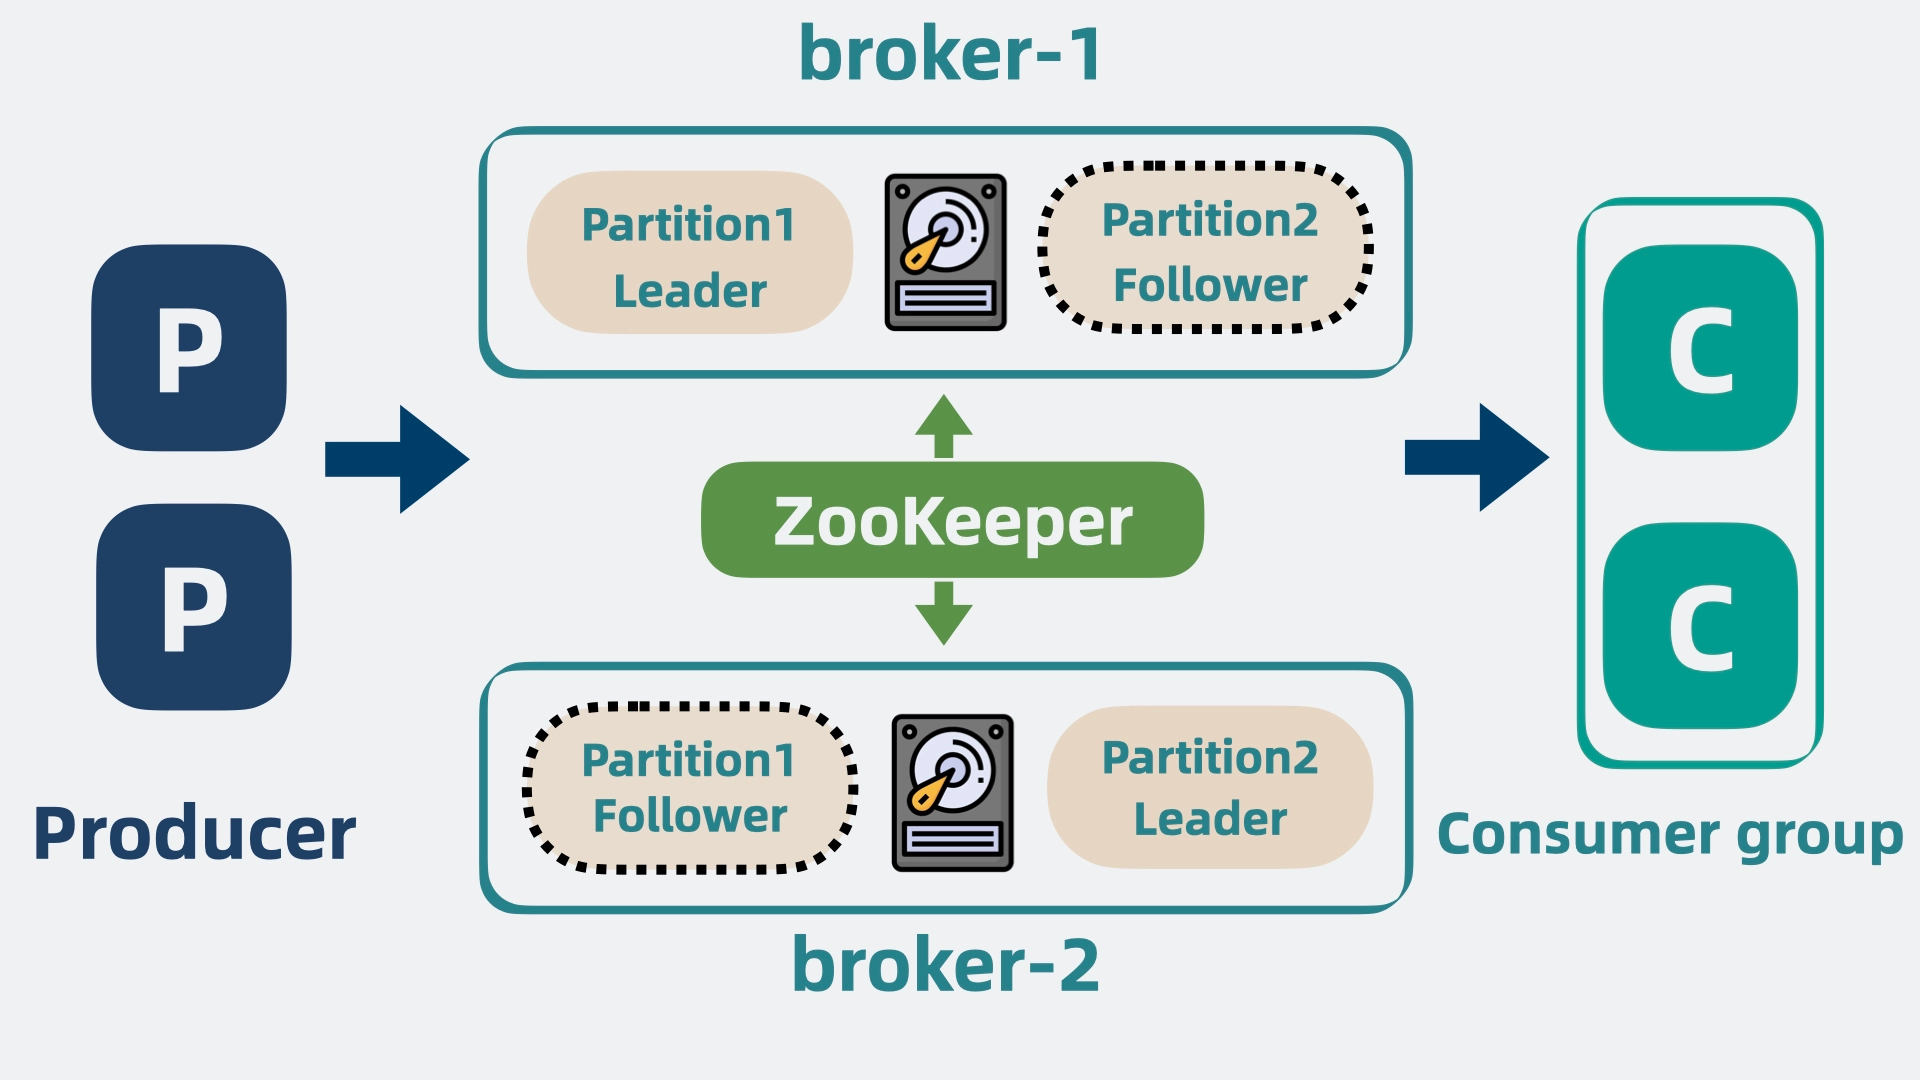 broker-1
Partition1
Leader
Partition2
Follower
P
P
Producer
ZooKeeper
Partition1
Follower
Partition2
Leader
broker-2
C
C
Consumer group